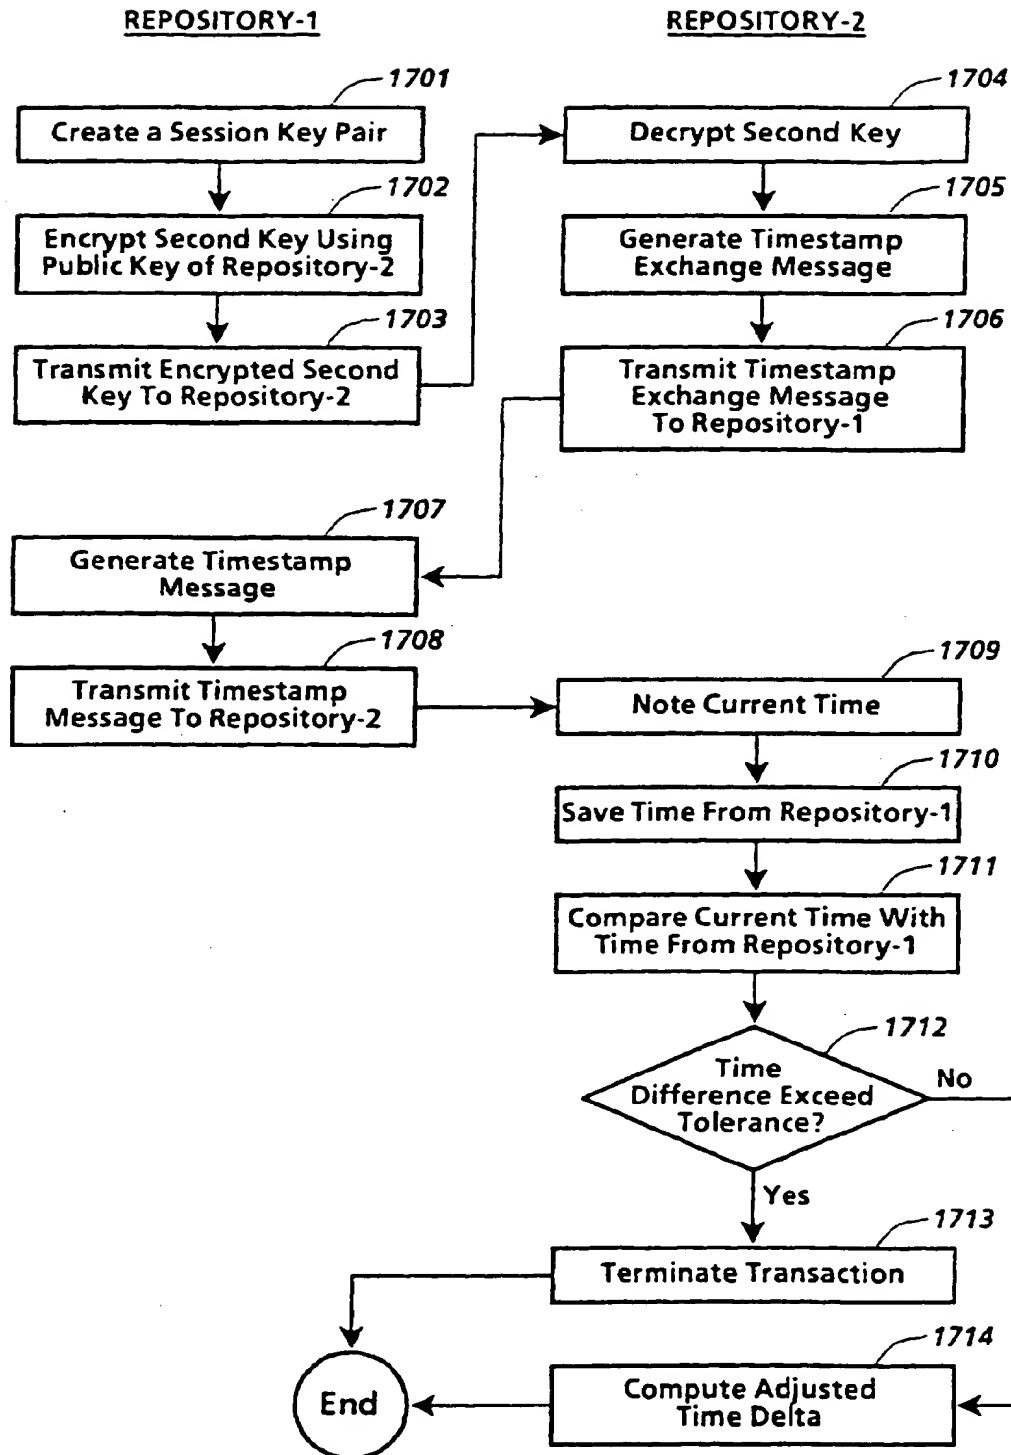 REPOSITORY-1
REPOSITORY-2
1701
Create a Session Key Pair
1702
Encrypt Second Key Using
Public Key of Repository-2
1703
Transmit Encrypted Second
Key To Repository-2
1704
Decrypt Second Key
1705
Generate Timestamp
Exchange Message
1706
Transmit Timestamp
Exchange Message
To Repository-1
1707
Generate Timestamp
Message
1708
Transmit Timestamp
Message To Repository-2
1709
Note Current Time
1710
Save Time From Repository-1
1711
Compare Current Time With
Time From Repository-1
1712
Time
Difference Exceed
Tolerance?
No
Yes
1713
Terminate Transaction
1714
Compute Adjusted
Time Delta
End